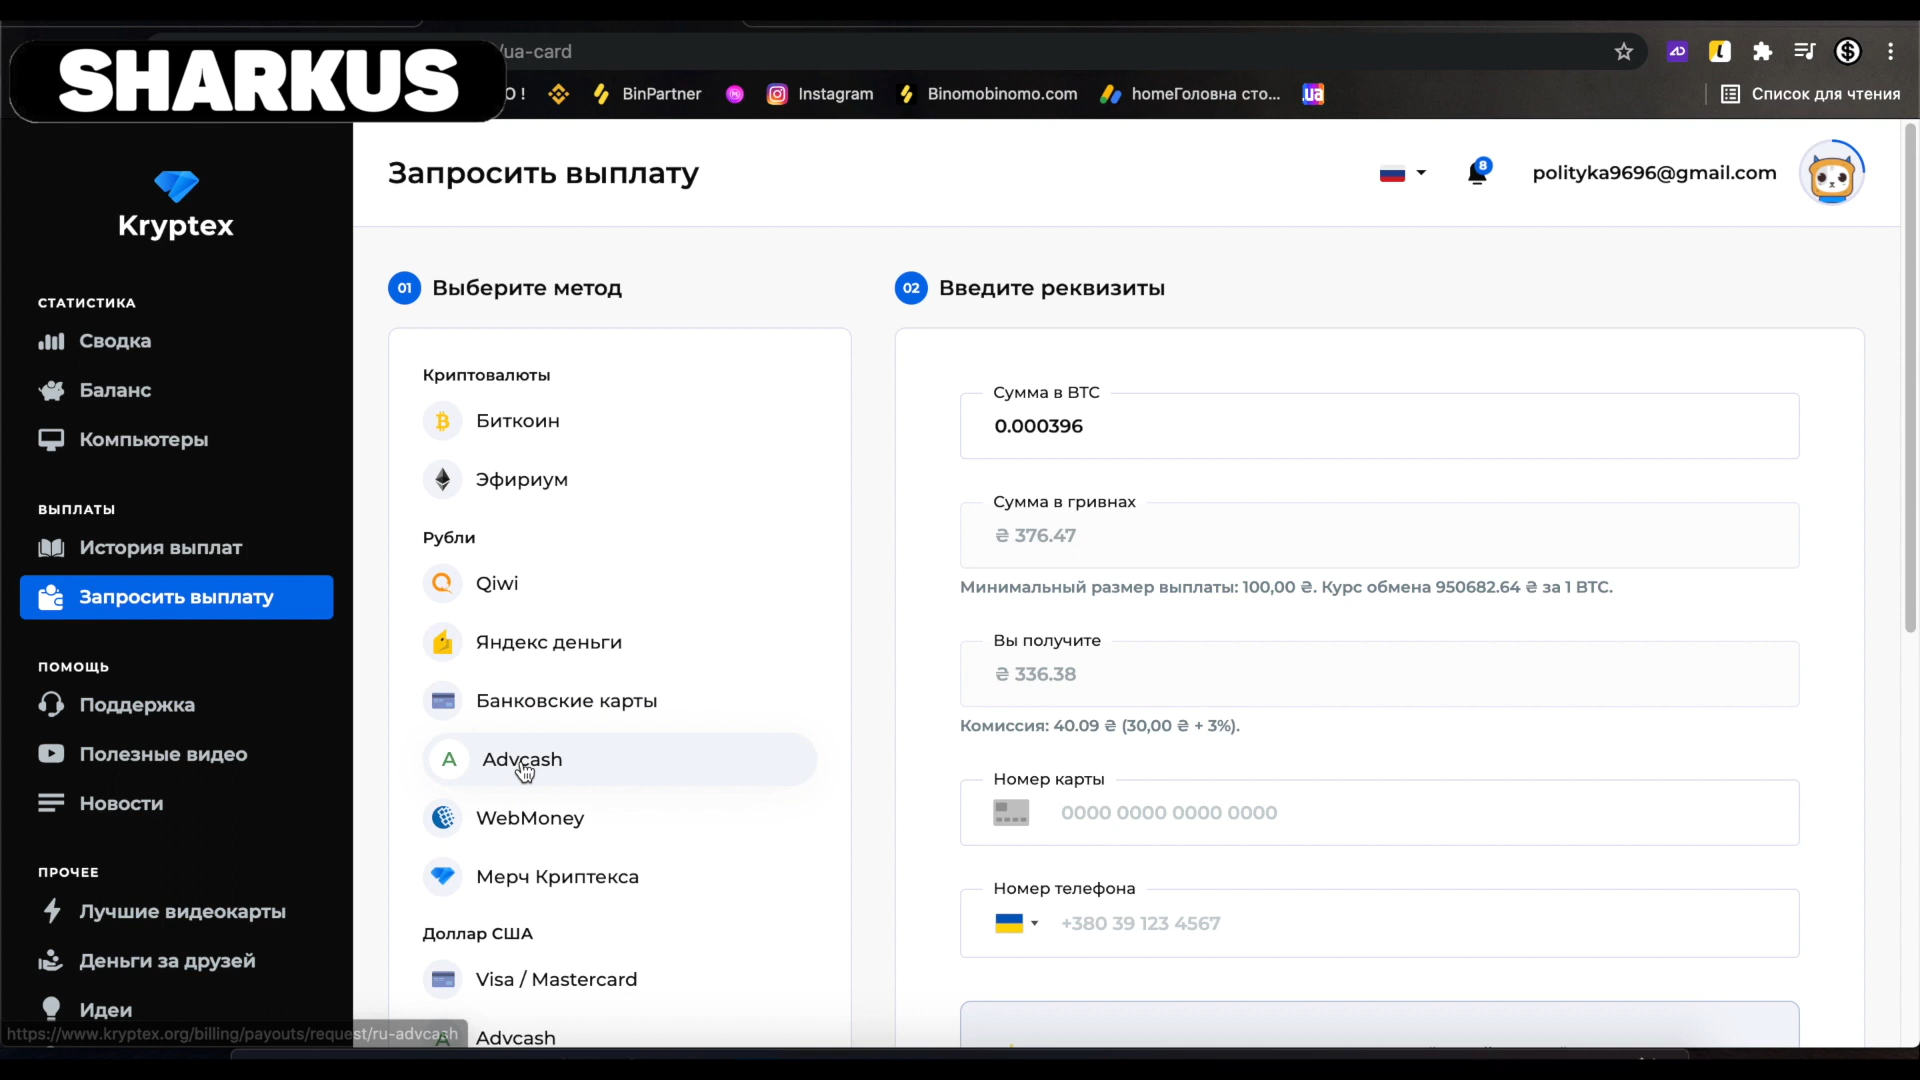 SHARKUS
/ua-card
O !
BinPartner
Instagram
Binomobinomo.com
homeГоловна сто...
.ua
Список для чтения
Kryptex
Запросить выплату
8
polityka9696@gmail.com
СТАТИСТИКА
Сводка
Баланс
Компьютеры
ВЫПЛАТЫ
История выплат
Запросить выплату
ПОМОЩЬ
Поддержка
Полезные видео
Новости
ПРОЧЕЕ
Лучшие видеокарты
Деньги за друзей
Идеи
https://www.kryptex.org/billing/payouts/request/ru-advcash
01 Выберите метод
Криптовалюты
Биткоин
Эфириум
Рубли
Qiwi
Яндекс деньги
Банковские карты
Advcash
WebMoney
Мерч Криптекса
Доллар США
Visa / Mastercard
Advcash
02 Введите реквизиты
Сумма в BTC
0.000396
Сумма в гривнах
₴ 376.47
Минимальный размер выплаты: 100,00 ₴. Курс обмена 950682.64 ₴ за 1 BTC.
Вы получите
₴ 336.38
Комиссия: 40.09 ₴ (30,00 ₴ + 3%).
Номер карты
0000 0000 0000 0000
Номер телефона
+380 39 123 4567